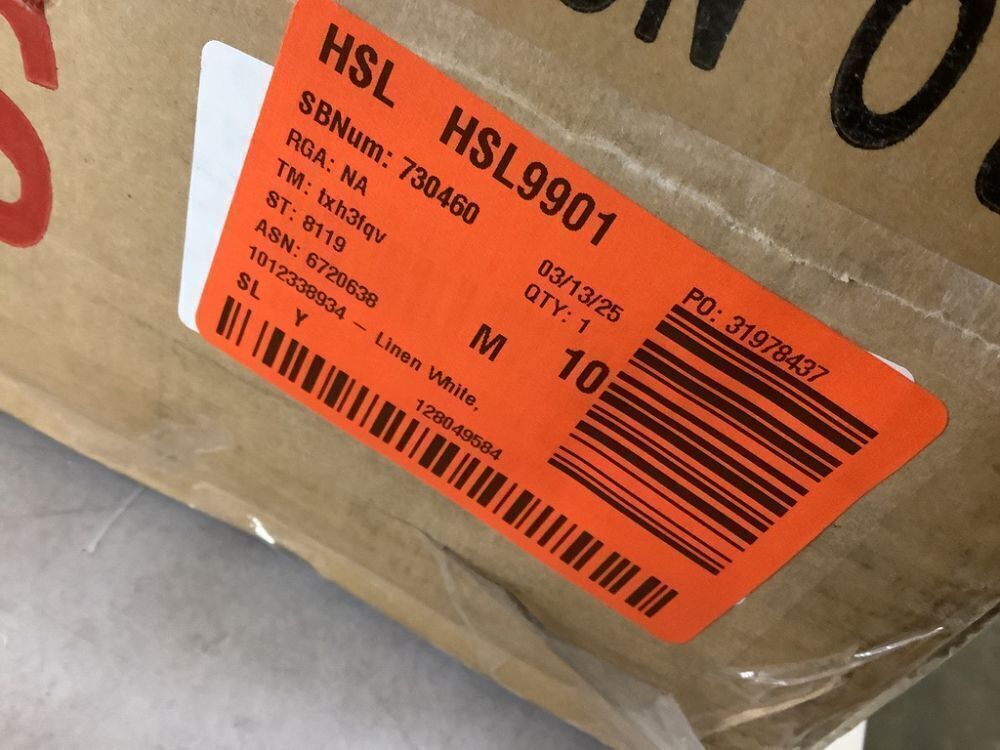 HSL HSL9901
SBNum: 730460
RGA: NA
TM: txh3fqv
ST: 8119
ASN: 6720638
1012338934 – Linen White,
SL
Y
M
10
03/13/25
QTY: 1
PO: 31978437
128049584